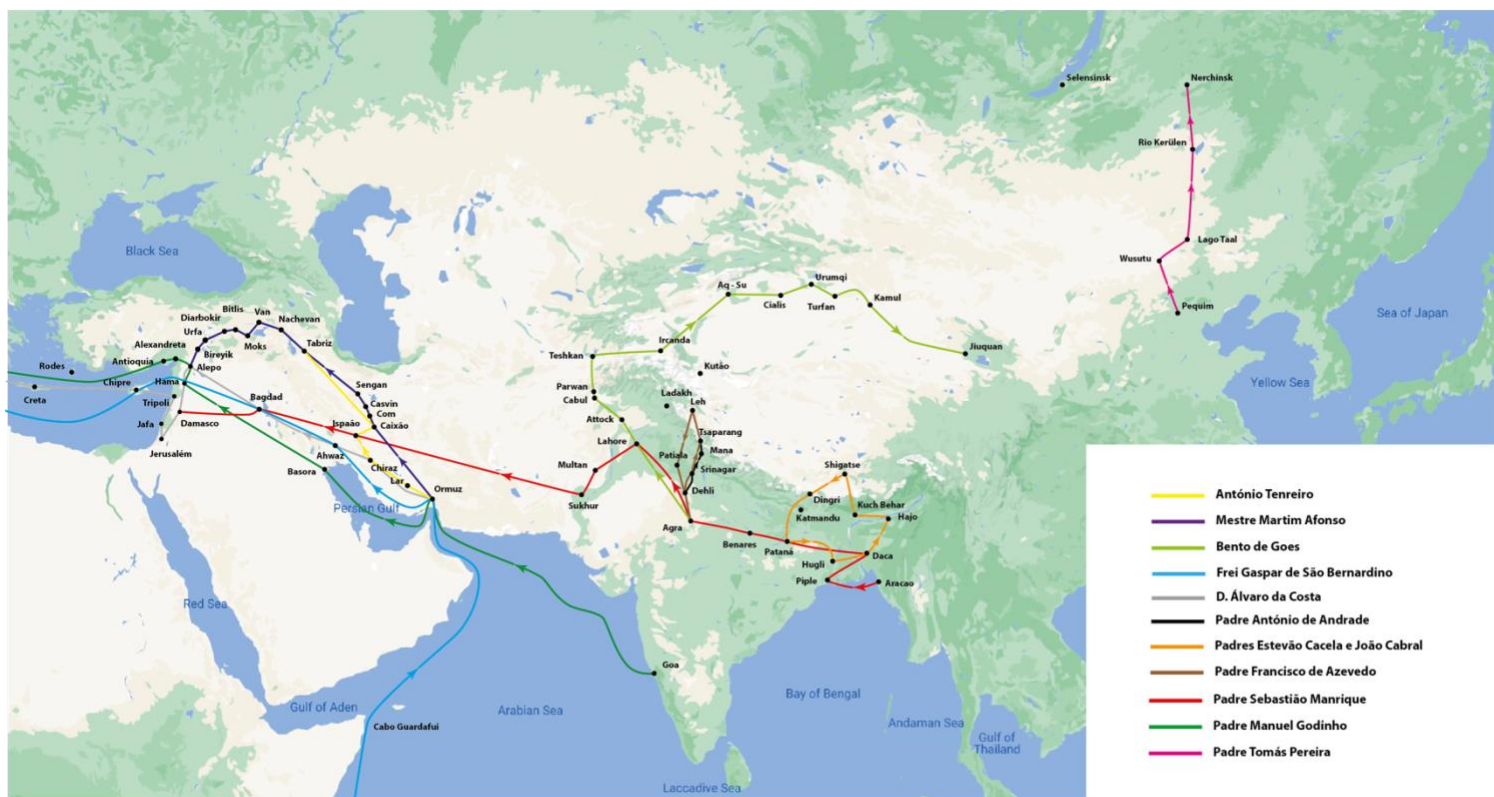 Selensinsk
Nerchinsk
Rio Kerülen
Black Sea
Lago Taal
Wusutu
Pequim
Sea of Japan
Yellow Sea
Urumqi
Aq - Su
Cialis
Turfan
Kamul
Jiuquan
Ircanda
Teshkan
Kutão
Van
Bitlis
Nachevan
Diarbokir
Urfa
Moks
Tabriz
Alexandreta
Bireyik
Antioquia
Alepo
Rodes
Chipre
Hama
Creta
Tripoli
Bagdad
Sengan
Casvin
Com
Caixão
Jafa
Damasco
Jspaão
Jerusalém
Ahwaz
Chiraz
Basora
Lar
Ormuz
Persian Gulf
Parwan
Cabul
Ladakh
Leh
Attock
Lahore
Tsaparang
Mana
Patiala
Srinagar
Multan
Dehli
Sukhur
Shigatse
Dingri
Kuch Behar
Katmandu
Hajo
Agra
Benares
Pataná
Daca
Hugli
Piple
Aracao
Red Sea
Goa
Gulf of Aden
Arabian Sea
Bay of Bengal
Cabo Guardafui
Andaman Sea
Gulf of
Thailand
Laccadive Sea
António Tenreiro
Mestre Martim Afonso
Bento de Goes
Frei Gaspar de São Bernardino
D. Álvaro da Costa
Padre António de Andrade
Padres Estevão Cacela e João Cabral
Padre Francisco de Azevedo
Padre Sebastião Manrique
Padre Manuel Godinho
Padre Tomás Pereira